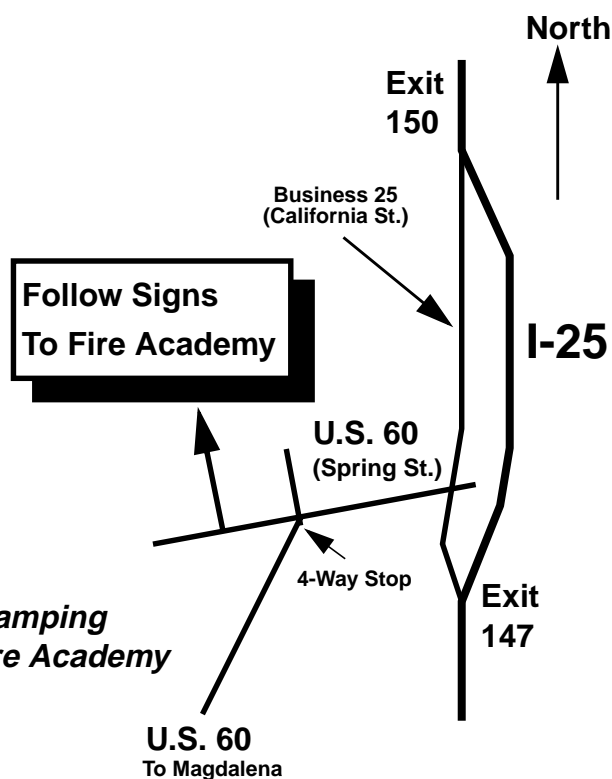 North
Exit
150
Business 25
(California St.)
Follow Signs
To Fire Academy
I-25
U.S. 60
(Spring St.)
4-Way Stop
Exit
147
Academy
U.S. 60
To Magdalena